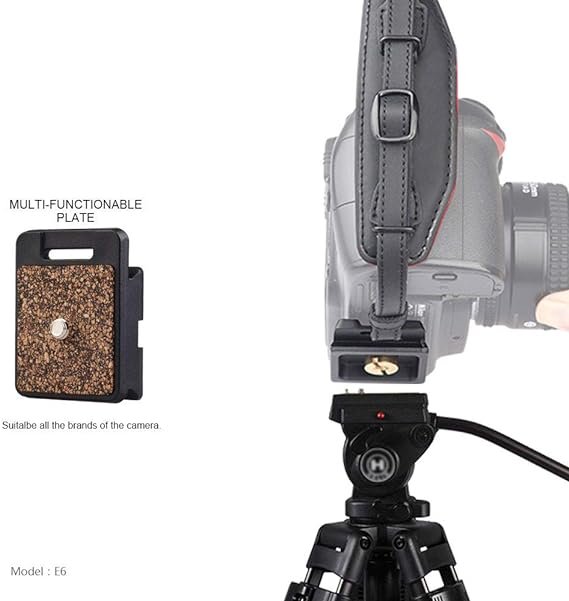 MULTI-FUNCTIONABLE
PLATE
Suitalbe all the brands of the camera.
Model : E6